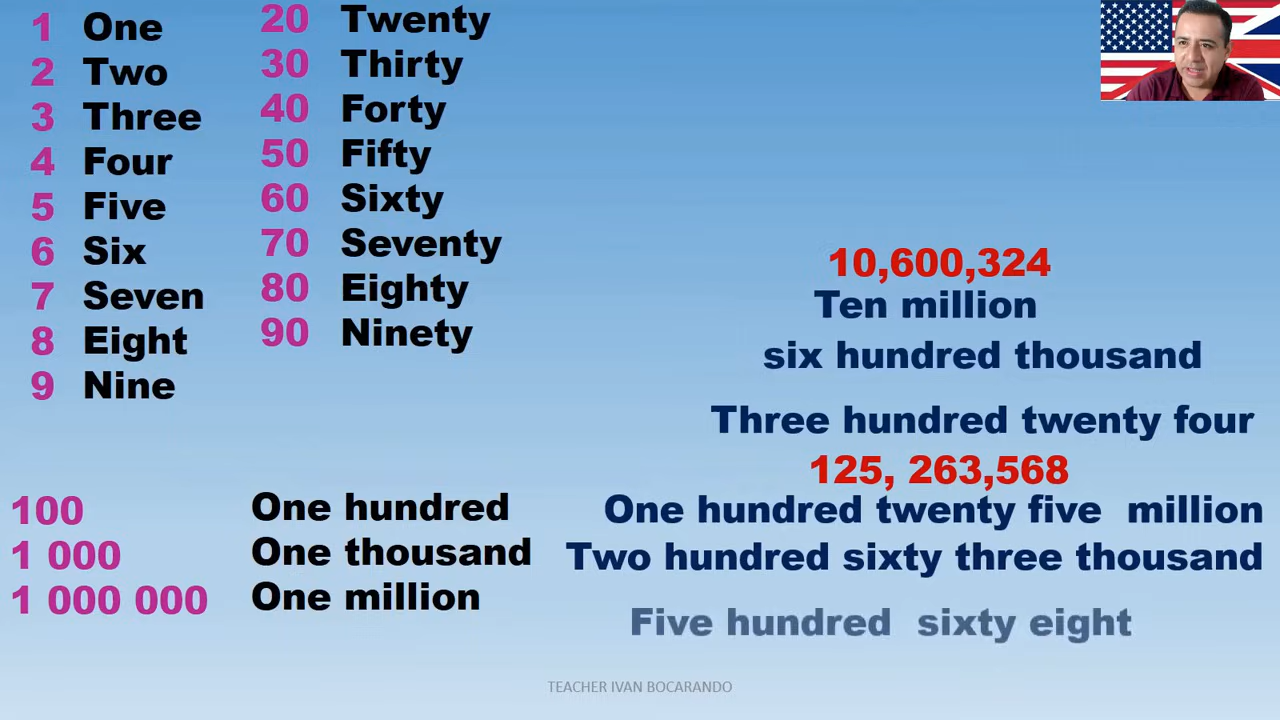 1 One
2 Two
3 Three
4 Four
5 Five
6 Six
7 Seven
8 Eight
9 Nine
20 Twenty
30 Thirty
40 Forty
50 Fifty
60 Sixty
70 Seventy
80 Eighty
90 Ninety
100 One hundred
1 000 One thousand
1 000 000 One million
10,600,324
Ten million
six hundred thousand
Three hundred twenty four
125, 263,568
One hundred twenty five million
Two hundred sixty three thousand
Five hundred sixty eight
TEACHER IVAN BOCARANDO